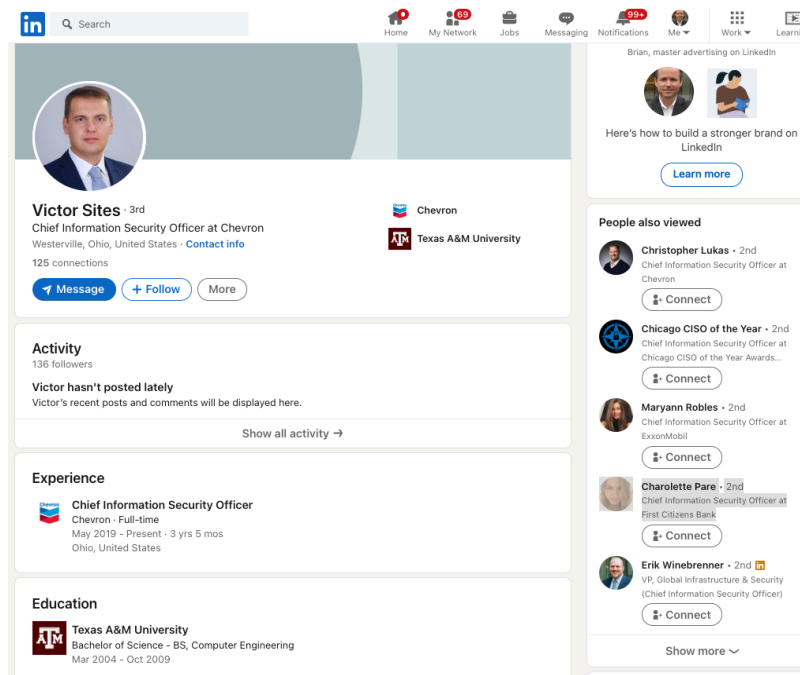 in
Search
Home
69
My Network
Jobs
Messaging
99+
Notifications
Me
Work
Victor Sites · 3rd
Chief Information Security Officer at Chevron
Westerville, Ohio, United States · Contact info
125 connections
Message
+ Follow
More
Chevron
ATM Texas A&M University
Activity
136 followers
Victor hasn't posted lately
Victor's recent posts and comments will be displayed here.
Show all activity →
Experience
Chevron
Chief Information Security Officer
Chevron · Full-time
May 2019 - Present · 3 yrs 5 mos
Ohio, United States
Education
ATM
Texas A&M University
Bachelor of Science - BS, Computer Engineering
Mar 2004 - Oct 2009
Brian, master advertising on LinkedIn
Here's how to build a stronger brand on
LinkedIn
Learn more
People also viewed
Christopher Lukas • 2nd
Chief Information Security Officer at
Chevron
Connect
Chicago CISO of the Year • 2nd
Chief Information Security Officer at
Chicago CISO of the Year Awards...
Connect
Maryann Robles • 2nd
Chief Information Security Officer at
ExxonMobil
Connect
Charolette Pare • 2nd
Chief Information Security Officer at
First Citizens Bank
Connect
Erik Winebrenner • 2nd in
VP, Global Infrastructure & Security
(Chief Information Security Officer)
Connect
Show more